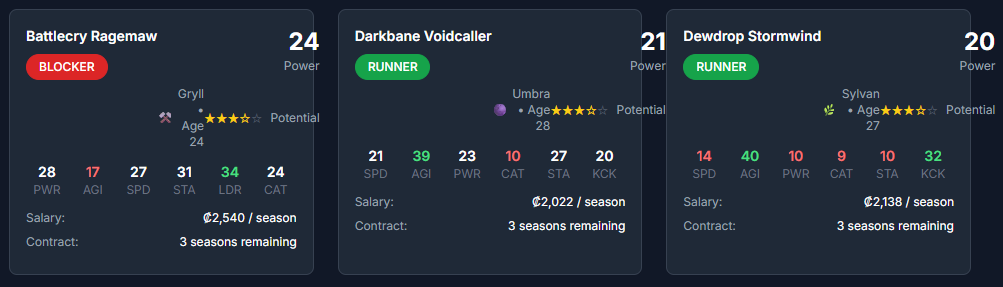 Battlecry Ragemaw
24
BLOCKER
Power
Gryll
•
Age
24
★★★☆☆ Potential
28 17 27 31 34 24
PWR AGI SPD STA LDR CAT
Salary: ₡2,540 / season
Contract: 3 seasons remaining
Darkbane Voidcaller
21
RUNNER
Power
Umbra
• Age
28
★★★☆☆ Potential
21 39 23 10 27 20
SPD AGI PWR CAT STA KCK
Salary: ₡2,022 / season
Contract: 3 seasons remaining
Dewdrop Stormwind
20
RUNNER
Power
Sylvan
• Age
27
★★★☆☆ Potential
14 40 10 9 10 32
SPD AGI PWR CAT STA KCK
Salary: ₡2,138 / season
Contract: 3 seasons remaining